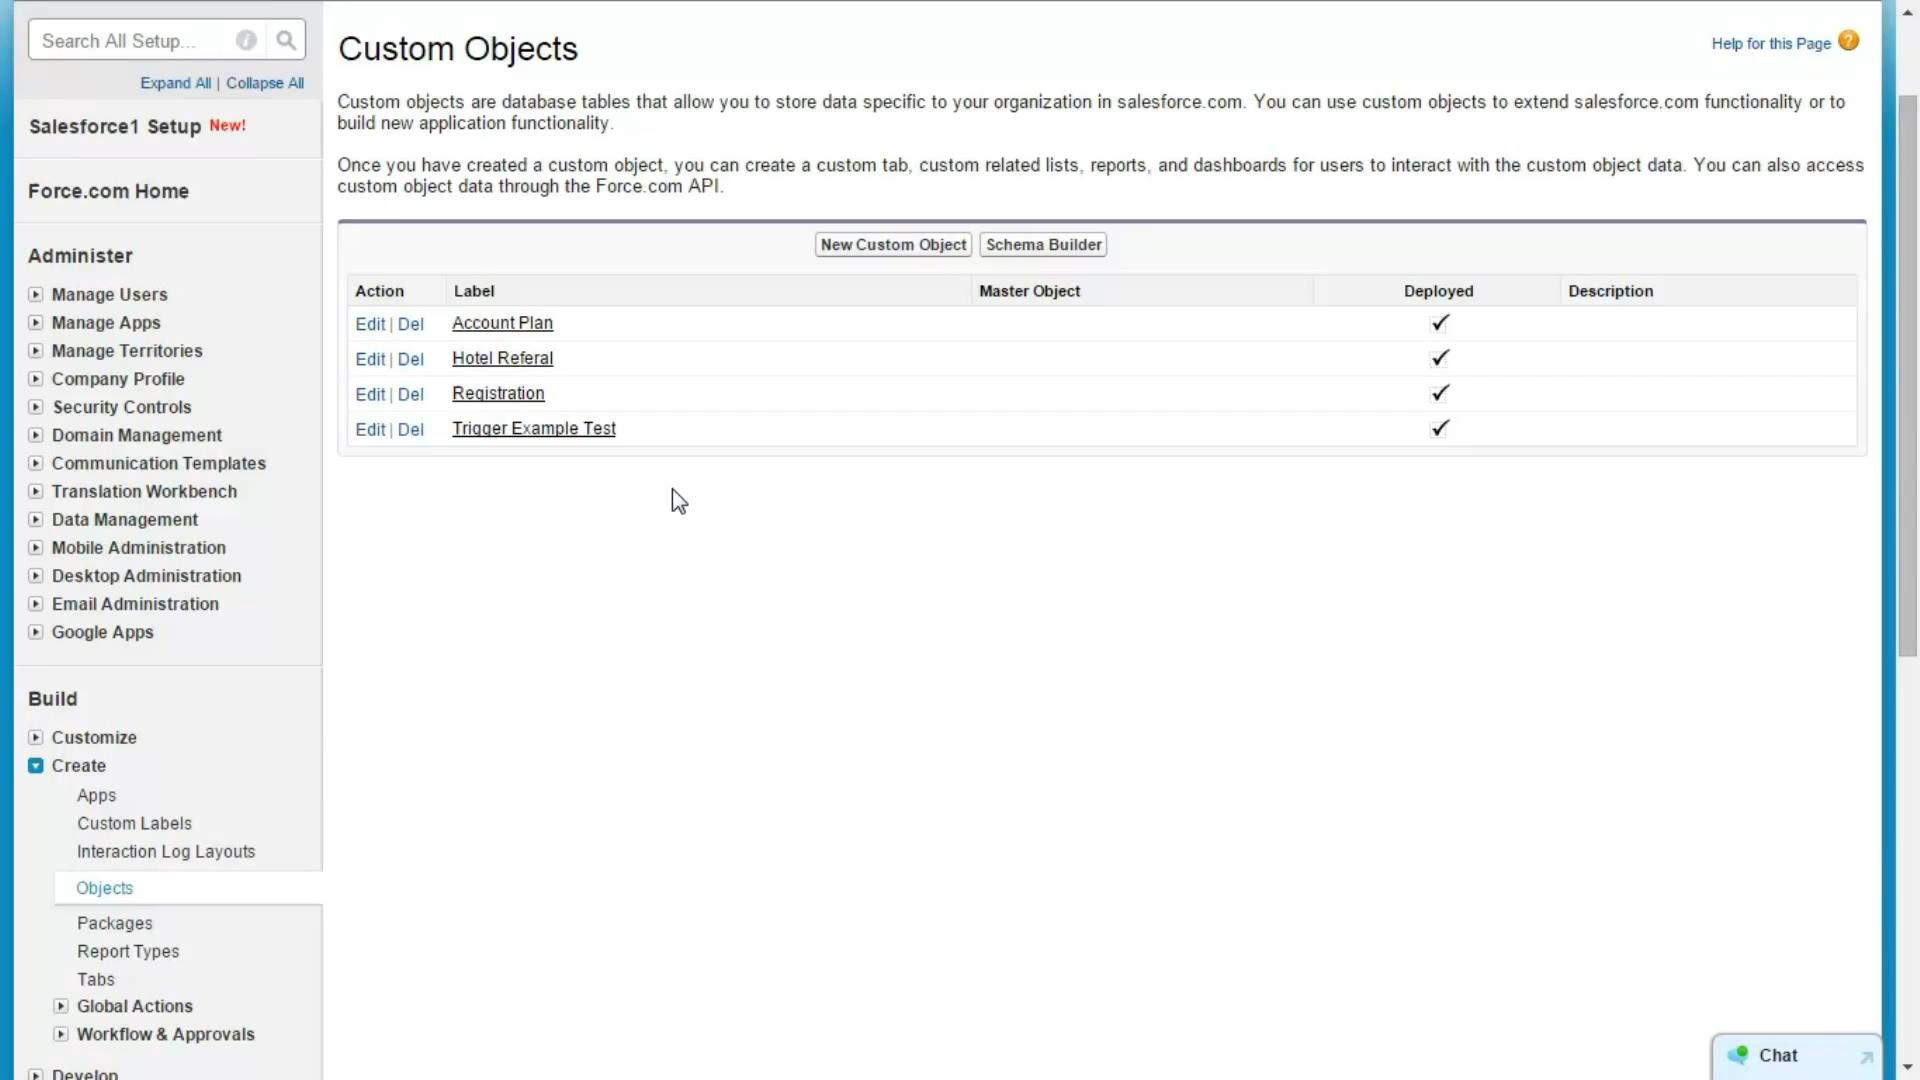 Search All Setup...
Expand All | Collapse All
Salesforce1 Setup New!
Force.com Home
Administer
Manage Users
Manage Apps
Manage Territories
Company Profile
Security Controls
Domain Management
Communication Templates
Translation Workbench
Data Management
Mobile Administration
Desktop Administration
Email Administration
Google Apps
Build
Customize
Create
Apps
Custom Labels
Interaction Log Layouts
Objects
Packages
Report Types
Tabs
Global Actions
Workflow & Approvals
Develop
Custom Objects
Help for this Page ?
Custom objects are database tables that allow you to store data specific to your organization in salesforce.com. You can use custom objects to extend salesforce.com functionality or to
build new application functionality.
Once you have created a custom object, you can create a custom tab, custom related lists, reports, and dashboards for users to interact with the custom object data. You can also access
custom object data through the Force.com API.
New Custom Object Schema Builder
Action Label Master Object Deployed Description
Edit | Del Account Plan
Edit | Del Hotel Referal
Edit | Del Registration
Edit | Del Trigger Example Test
Chat